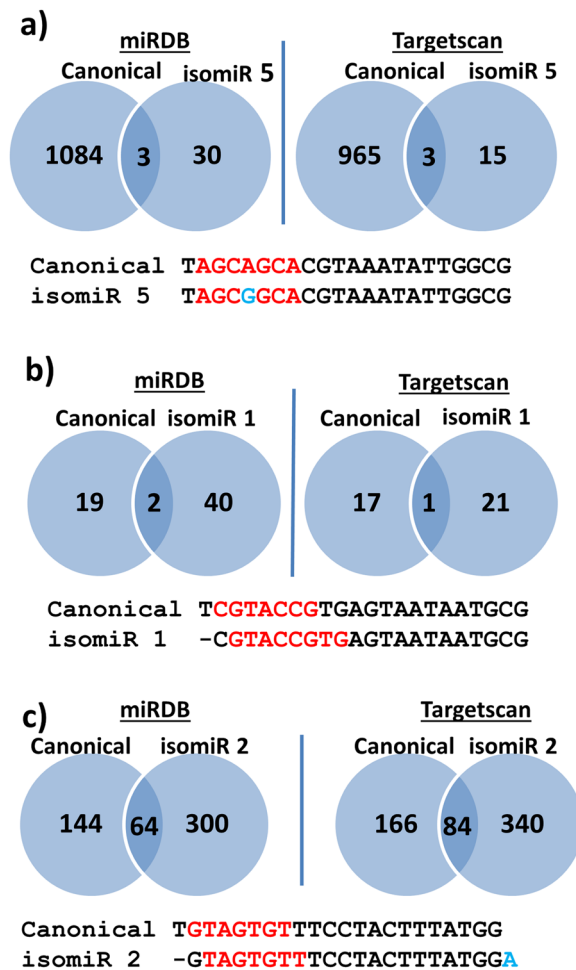 a)
miRDB
Targetscan
Canonical isomiR 5
Canonical isomiR 5
1084 3 30
965 3 15
Canonical TAGCAGCACGTAAATATTGGCG
isomiR 5 TAGCGGCACGTAAATATTGGCG
b)
miRDB
Targetscan
Canonical isomiR 1
Canonical isomiR 1
19 2 40
17 1 21
Canonical TCGTACCGTGAGTAATAATGCG
isomiR 1 -CGTACCGTGAGTAATAATGCG
c)
miRDB
Targetscan
Canonical isomiR 2
Canonical isomiR 2
144 64 300
166 84 340
Canonical TGTAGTGTTTCCTACTTTATGG
isomiR 2 -GTAGTGTTTCCTACTTTATGGA